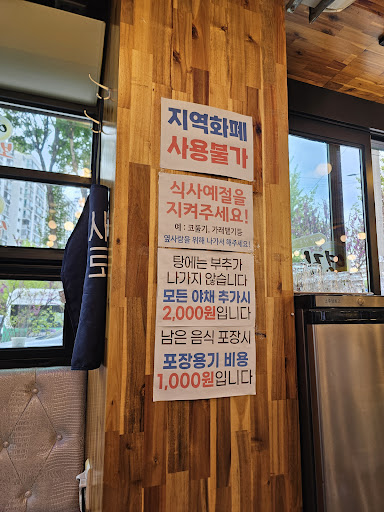 지역화폐
사용불가
식사예절을
지켜주세요!
예 : 코풀기, 가래뱉기등
옆사람을 위해 나가서 해주세요!
탕에는 부추가
나가지 않습니다
모든 야채 추가시
2,000원입니다
남은 음식 포장시
포장용기 비용
1,000원입니다